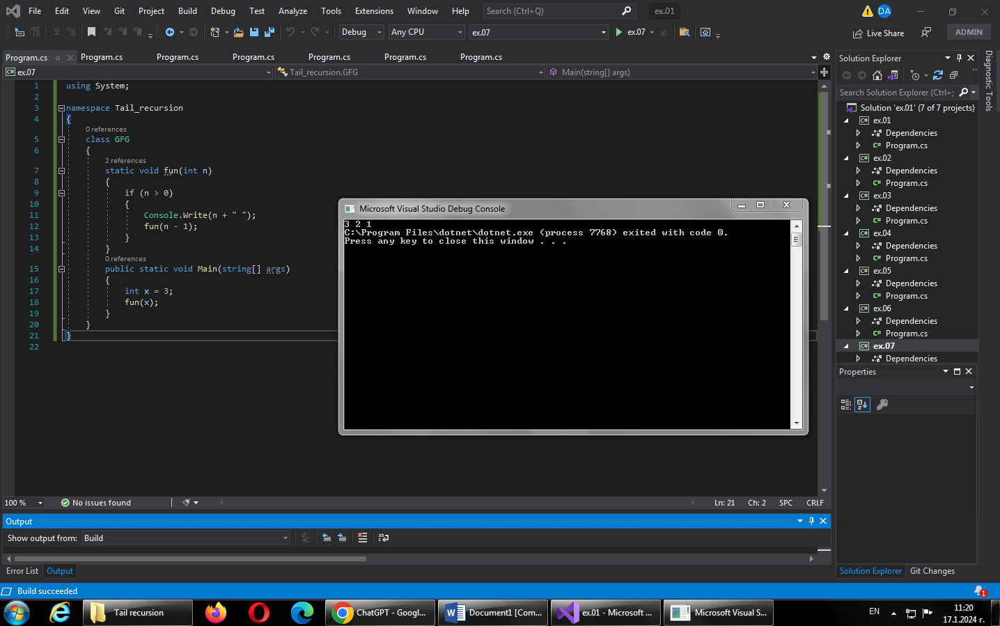 File Edit View Git Project Build Debug Test Analyze Tools Extensions Window Help Search (Ctrl+Q) ex.01 DA
Debug Any CPU ex.07 ex.07 Live Share ADMIN
Program.cs Program.cs Program.cs Program.cs Program.cs Program.cs Program.cs
C# ex.07 Tail_recursion.GFG Main(string[] args)
1 using System;
2
3 namespace Tail_recursion
4 {
0 references
5 class GFG
6 {
2 references
7 static void fun(int n)
8 {
9 if (n > 0)
10 {
11 Console.Write(n + " ");
12 fun(n - 1);
13 }
14 }
0 references
15 public static void Main(string[] args)
16 {
17 int x = 3;
18 fun(x);
19 }
20 }
21 }
22
Microsoft Visual Studio Debug Console
3 2 1
C:\Program Files\dotnet\dotnet.exe (process 7768) exited with code 0.
Press any key to close this window . . .
100 % No issues found Ln: 21 Ch: 2 SPC CRLF
Output
Show output from: Build
Error List Output
Solution Explorer
Search Solution Explorer (Ctrl+;
Solution 'ex.01' (7 of 7 projects)
C# ex.01
Dependencies
C# Program.cs
C# ex.02
Dependencies
C# Program.cs
C# ex.03
Dependencies
C# Program.cs
C# ex.04
Dependencies
C# Program.cs
C# ex.05
Dependencies
C# Program.cs
C# ex.06
Dependencies
C# Program.cs
C# ex.07
Dependencies
Properties
Solution Explorer Git Changes
Diagnostic Tools
Build succeeded 1
Tail recursion ChatGPT - Googl... Document1 [Com... ex.01 - Microsoft ... Microsoft Visual S... EN 11:20
17.1.2024 г.